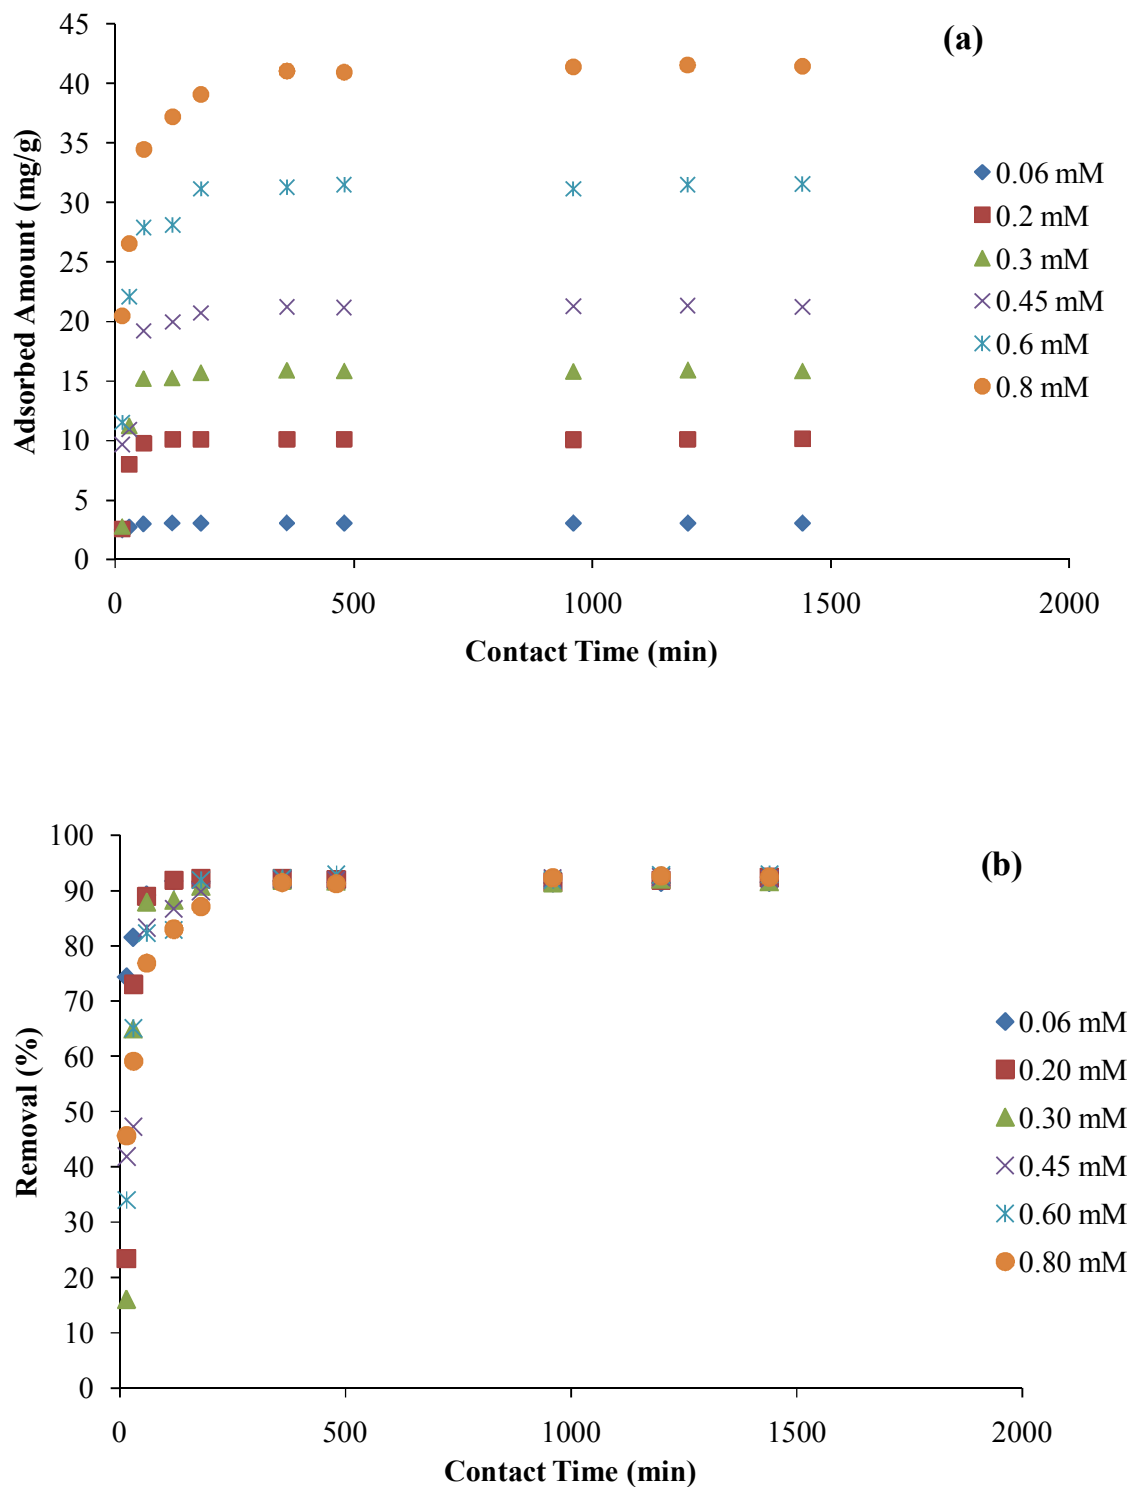 (a)
45
40
35
30
25
20
15
10
5
0
Adsorbed Amount (mg/g)
0 500 1000 1500 2000
Contact Time (min)
0.06 mM
0.2 mM
0.3 mM
0.45 mM
0.6 mM
0.8 mM
(b)
100
90
80
70
60
50
40
30
20
10
0
Removal (%)
0 500 1000 1500 2000
Contact Time (min)
0.06 mM
0.20 mM
0.30 mM
0.45 mM
0.60 mM
0.80 mM